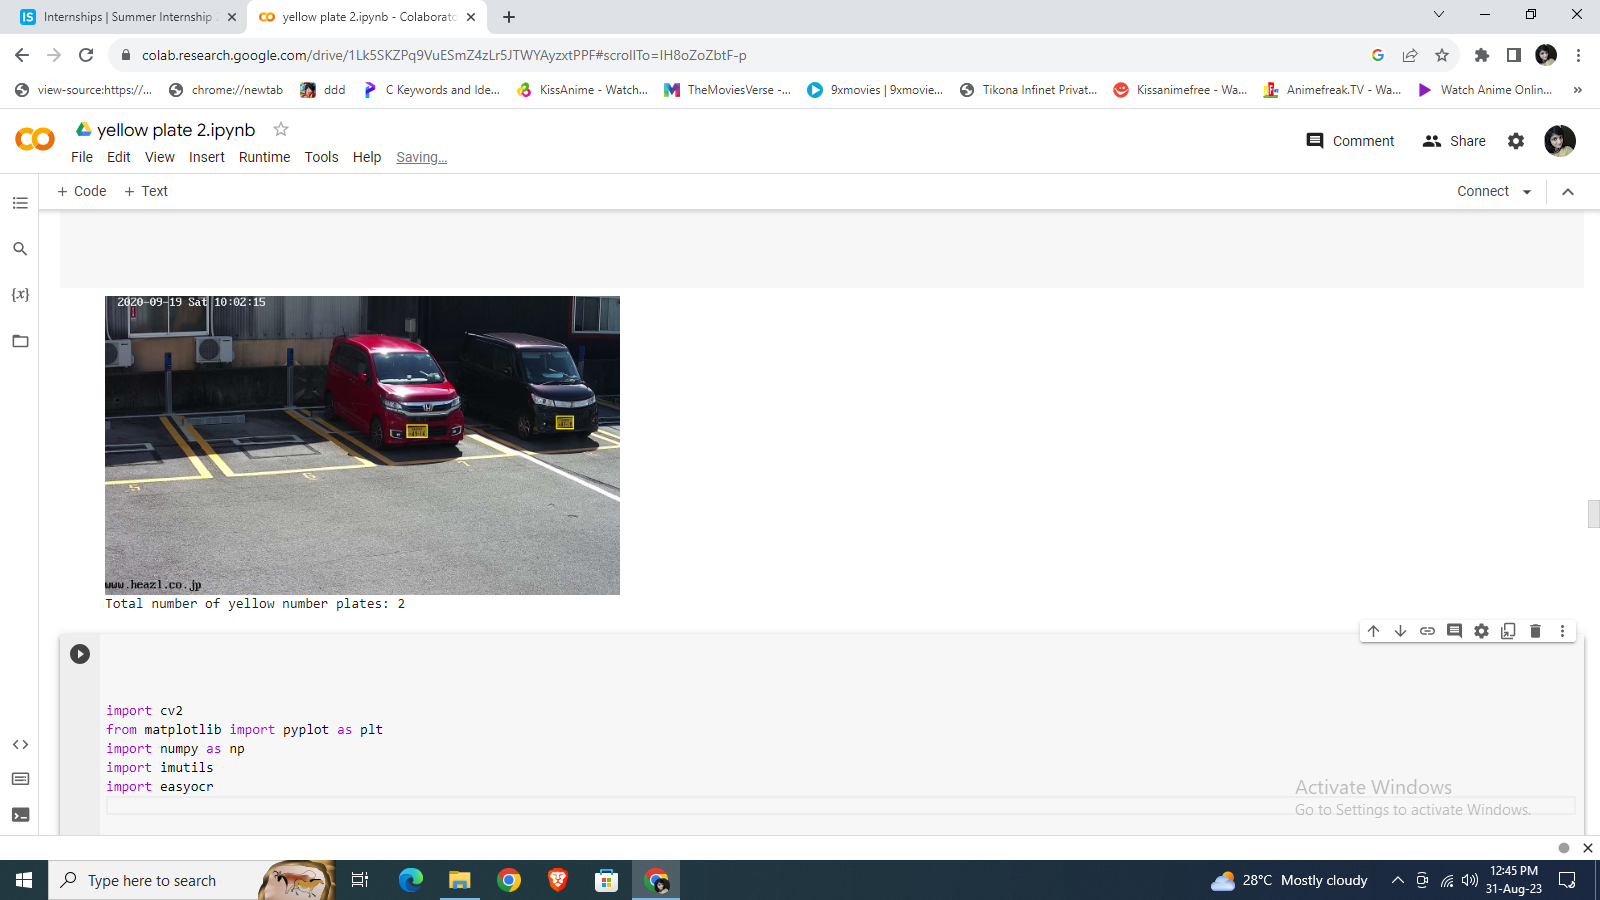 Internships | Summer Internship 2
yellow plate 2.ipynb - Colaborato
colab.research.google.com/drive/1Lk5SKZPq9VuESmZ4zLr5JTWYAyzxtPPF#scrollTo=IH8oZoZbtF-p
view-source:https://...
chrome://newtab
ddd
C Keywords and Ide...
KissAnime - Watch...
TheMoviesVerse -...
9xmovies | 9xmovie...
Tikona Infinet Privat...
Kissanimefree - Wa...
Animefreak.TV - Wa...
Watch Anime Onlin...
»
yellow plate 2.ipynb
File Edit View Insert Runtime Tools Help Saving...
Comment Share
+ Code + Text
Connect
{x}
2020-09-19 Sat 10:02:15
5
6
7
www.heazl.co.jp
Total number of yellow number plates: 2
import cv2
from matplotlib import pyplot as plt
import numpy as np
import imutils
import easyocr
Activate Windows
Go to Settings to activate Windows.
Type here to search
28°C Mostly cloudy
12:45 PM
31-Aug-23